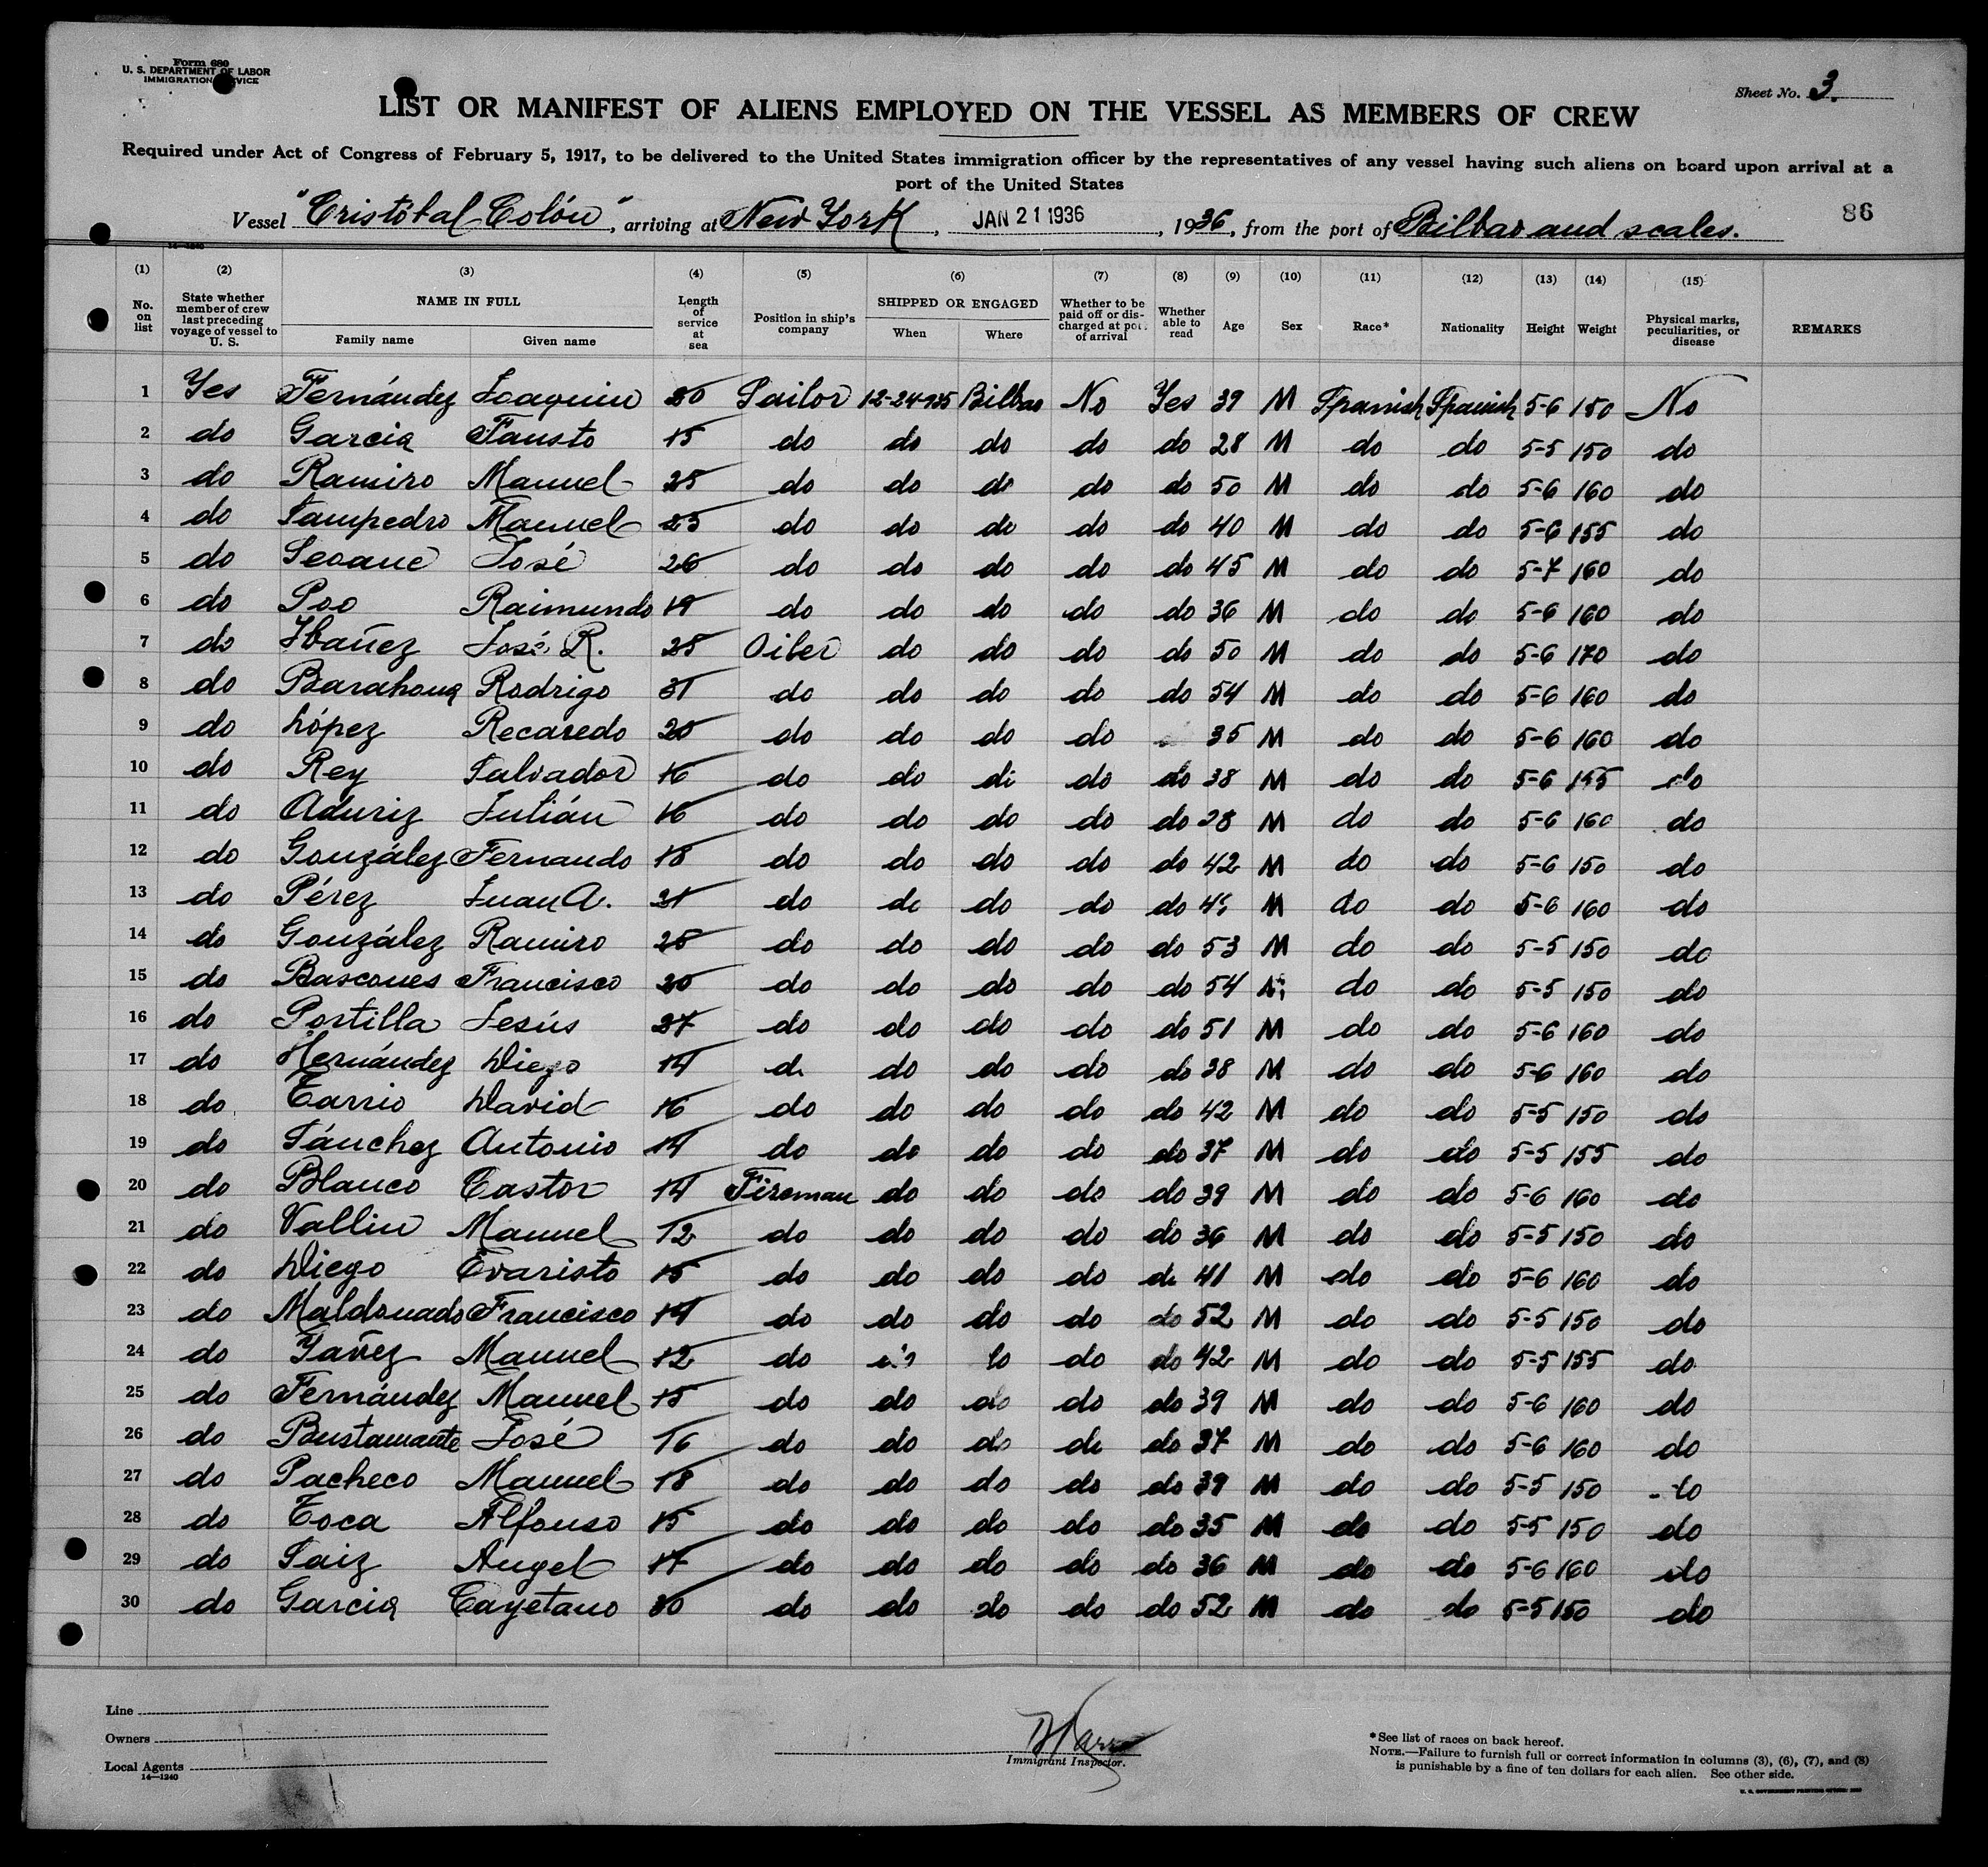 Form 680
U. S. DEPARTMENT OF LABOR
IMMIGRATION SERVICE
Sheet No. 3.
LIST OR MANIFEST OF ALIENS EMPLOYED ON THE VESSEL AS MEMBERS OF CREW
Required under Act of Congress of February 5, 1917, to be delivered to the United States immigration officer by the representatives of any vessel having such aliens on board upon arrival at a
port of the United States
Vessel "Cristóbal Colón", arriving at New York, JAN 21 1936, 1936, from the port of Bilbao and scales.
86
14—1240
(1) (2) (3) (4) (5) (6) (7) (8) (9) (10) (11) (12) (13) (14) (15)
No. on list | State whether member of crew last preceding voyage of vessel to U. S. | NAME IN FULL Family name Given name | Length of service at sea | Position in ship's company | SHIPPED OR ENGAGED When Where | Whether to be paid off or discharged at port of arrival | Whether able to read | Age | Sex | Race* | Nationality | Height | Weight | Physical marks, peculiarities, or disease | REMARKS
1 Yes Fernández Joaquin 20 Sailor 12-24-935 Bilbao No Yes 39 M Spanish Spanish 5-6 150 No
2 do Garcia Fausto 15 do do do do do 28 M do do 5-5 150 do
3 do Ramiro Manuel 25 do do do do do 50 M do do 5-6 160 do
4 do Sampedro Manuel 23 do do do do do 40 M do do 5-6 155 do
5 do Seoane José 26 do do do do do 45 M do do 5-7 160 do
6 do Poo Raimundo 19 do do do do do 36 M do do 5-6 160 do
7 do Ibañez José R. 25 Oiler do do do do 50 M do do 5-6 170 do
8 do Barahona Rodrigo 31 do do do do do 54 M do do 5-6 160 do
9 do López Recaredo 20 do do do do 35 M do do 5-6 160 do
10 do Rey Salvador 16 do do do do do 38 M do do 5-6 155 do
11 do Aduriz Julián 16 do do do do do 28 M do do 5-6 160 do
12 do González Fernando 18 do do do do do 42 M do do 5-6 150 do
13 do Pérez Juan A. 21 do do do do do M do do 5-6 160 do
14 do González Ramiro 25 do do do do do 53 M do do 5-5 150 do
15 do Bascones Francisco 30 do do do do do 54 M do do 5-5 150 do
16 do Portilla Jesús 27 do do do do do 51 M do do 5-6 160 do
17 do Hernández Diego 14 do do do do do 38 M do do 5-6 160 do
18 do Tarrio David 16 do do do do do 42 M do do 5-5 150 do
19 do Sánchez Antonio 14 do do do do do 37 M do do 5-5 155 do
20 do Blanco Castor 14 Fireman do do do do 39 M do do 5-6 160 do
21 do Vallin Manuel 12 do do do do do 36 M do do 5-5 150 do
22 do Diego Evaristo 15 do do do do do 41 M do do 5-6 160 do
23 do Maldonado Francisco 14 do do do do do 52 M do do 5-5 150 do
24 do Manuel 12 do do do do do 42 M do do 5-5 155 do
25 do Fernández Manuel 15 do do do do do 39 M do do 5-6 160 do
26 do Bustamante José 16 do do do do do 37 M do do 5-6 160 do
27 do Pacheco Manuel 18 do do do do do 39 M do do 5-5 150 do
28 do Toca Alfonso 15 do do do do do 35 M do do 5-5 150 do
29 do Saiz Angel 17 do do do do do 36 M do do 5-6 160 do
30 do Garcia Cayetano 30 do do do do do 52 M do do 5-5 150 do
Line
Owners
Local Agents
14—1240
Immigrant Inspector.
*See list of races on back hereof.
NOTE.—Failure to furnish full or correct information in columns (3), (6), (7), and (8)
is punishable by a fine of ten dollars for each alien. See other side.
U. S. GOVERNMENT PRINTING OFFICE